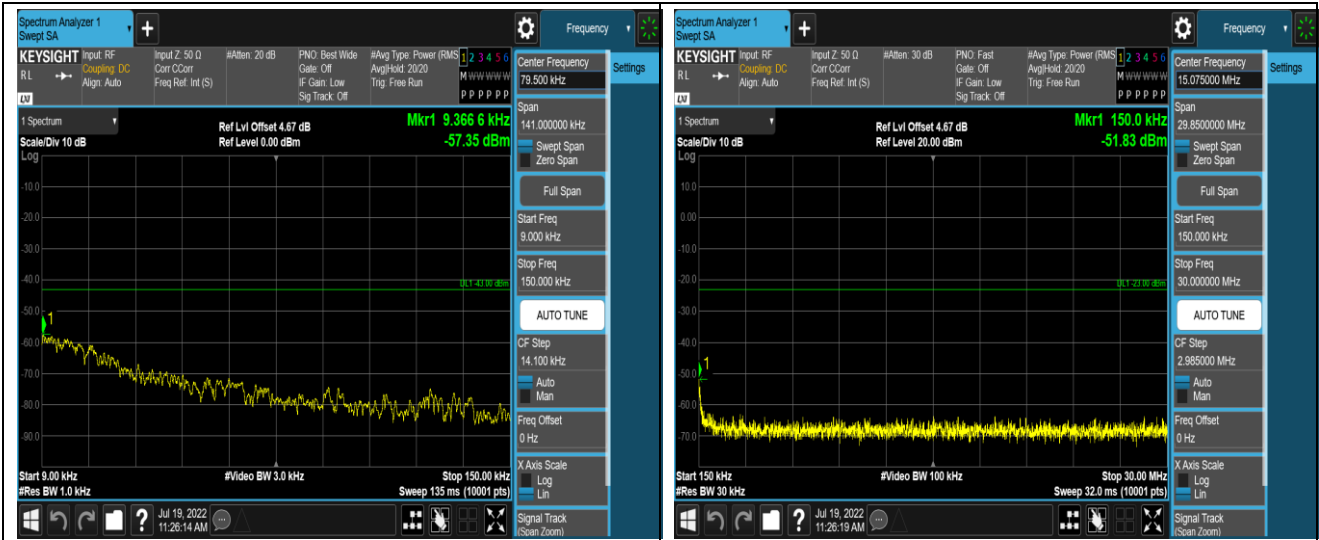 Spectrum Analyzer 1
Swept SA
+
Frequency
KEYSIGHT
RL
LXI
Input: RF
Coupling: DC
Align: Auto
Input Z: 50 Ω
Corr CCorr
Freq Ref: Int (S)
#Atten: 20 dB
PNO: Best Wide
Gate: Off
IF Gain: Low
Sig Track: Off
#Avg Type: Power (RMS
Avg|Hold: 20/20
Trig: Free Run
1 2 3 4 5 6
M W W W W W
P P P P P P
1 Spectrum
Scale/Div 10 dB
Log
Ref Lvl Offset 4.67 dB
Ref Level 0.00 dBm
Mkr1 9.366 6 kHz
-57.35 dBm
-10.0
-20.0
-30.0
-40.0
-50.0
-60.0
-70.0
-80.0
-90.0
DL1 -43.00 dBm
1
Start 9.00 kHz
#Res BW 1.0 kHz
#Video BW 3.0 kHz
Stop 150.00 kHz
Sweep 135 ms (10001 pts)
Center Frequency
79.500 kHz
Settings
Span
141.000000 kHz
Swept Span
Zero Span
Full Span
Start Freq
9.000 kHz
Stop Freq
150.000 kHz
AUTO TUNE
CF Step
14.100 kHz
Auto
Man
Freq Offset
0 Hz
X Axis Scale
Log
Lin
Signal Track
(Span Zoom)
?
Jul 19, 2022
11:26:14 AM
Spectrum Analyzer 1
Swept SA
+
Frequency
KEYSIGHT
RL
LXI
Input: RF
Coupling: DC
Align: Auto
Input Z: 50 Ω
Corr CCorr
Freq Ref: Int (S)
#Atten: 30 dB
PNO: Fast
Gate: Off
IF Gain: Low
Sig Track: Off
#Avg Type: Power (RMS
Avg|Hold: 20/20
Trig: Free Run
1 2 3 4 5 6
M W W W W W
P P P P P P
1 Spectrum
Scale/Div 10 dB
Log
Ref Lvl Offset 4.67 dB
Ref Level 20.00 dBm
Mkr1 150.0 kHz
-51.83 dBm
10.0
0.00
-10.0
-20.0
-30.0
-40.0
-50.0
-60.0
-70.0
DL1 -23.00 dBm
1
Start 150 kHz
#Res BW 30 kHz
#Video BW 100 kHz
Stop 30.00 MHz
Sweep 32.0 ms (10001 pts)
Center Frequency
15.075000 MHz
Settings
Span
29.8500000 MHz
Swept Span
Zero Span
Full Span
Start Freq
150.000 kHz
Stop Freq
30.000000 MHz
AUTO TUNE
CF Step
2.985000 MHz
Auto
Man
Freq Offset
0 Hz
X Axis Scale
Log
Lin
Signal Track
(Span Zoom)
?
Jul 19, 2022
11:26:19 AM